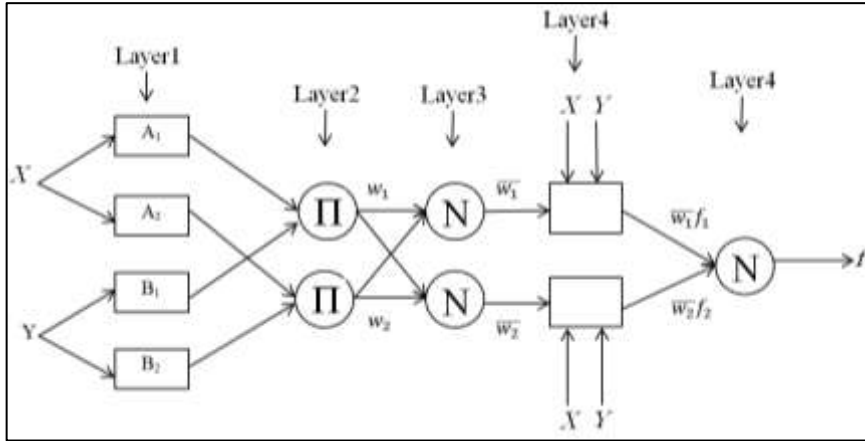 Layer1
Layer2
Layer3
Layer4
Layer4
X
Y
A₁
A₂
B₁
B₂
X Y
Π
Π
w₁
w₂
N
N
w̅₁
w̅₂
w̅₁f₁
w̅₂f₂
N
f
X Y